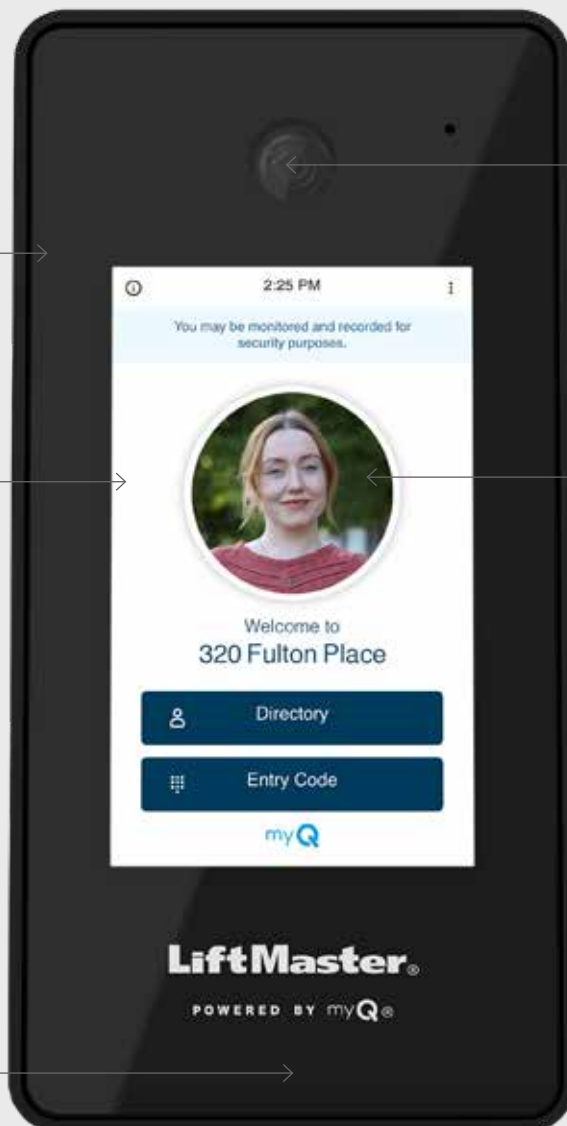 2:25 PM
You may be monitored and recorded for
security purposes.
Welcome to
320 Fulton Place
Directory
Entry Code
myQ
LiftMaster®
POWERED BY myQ®